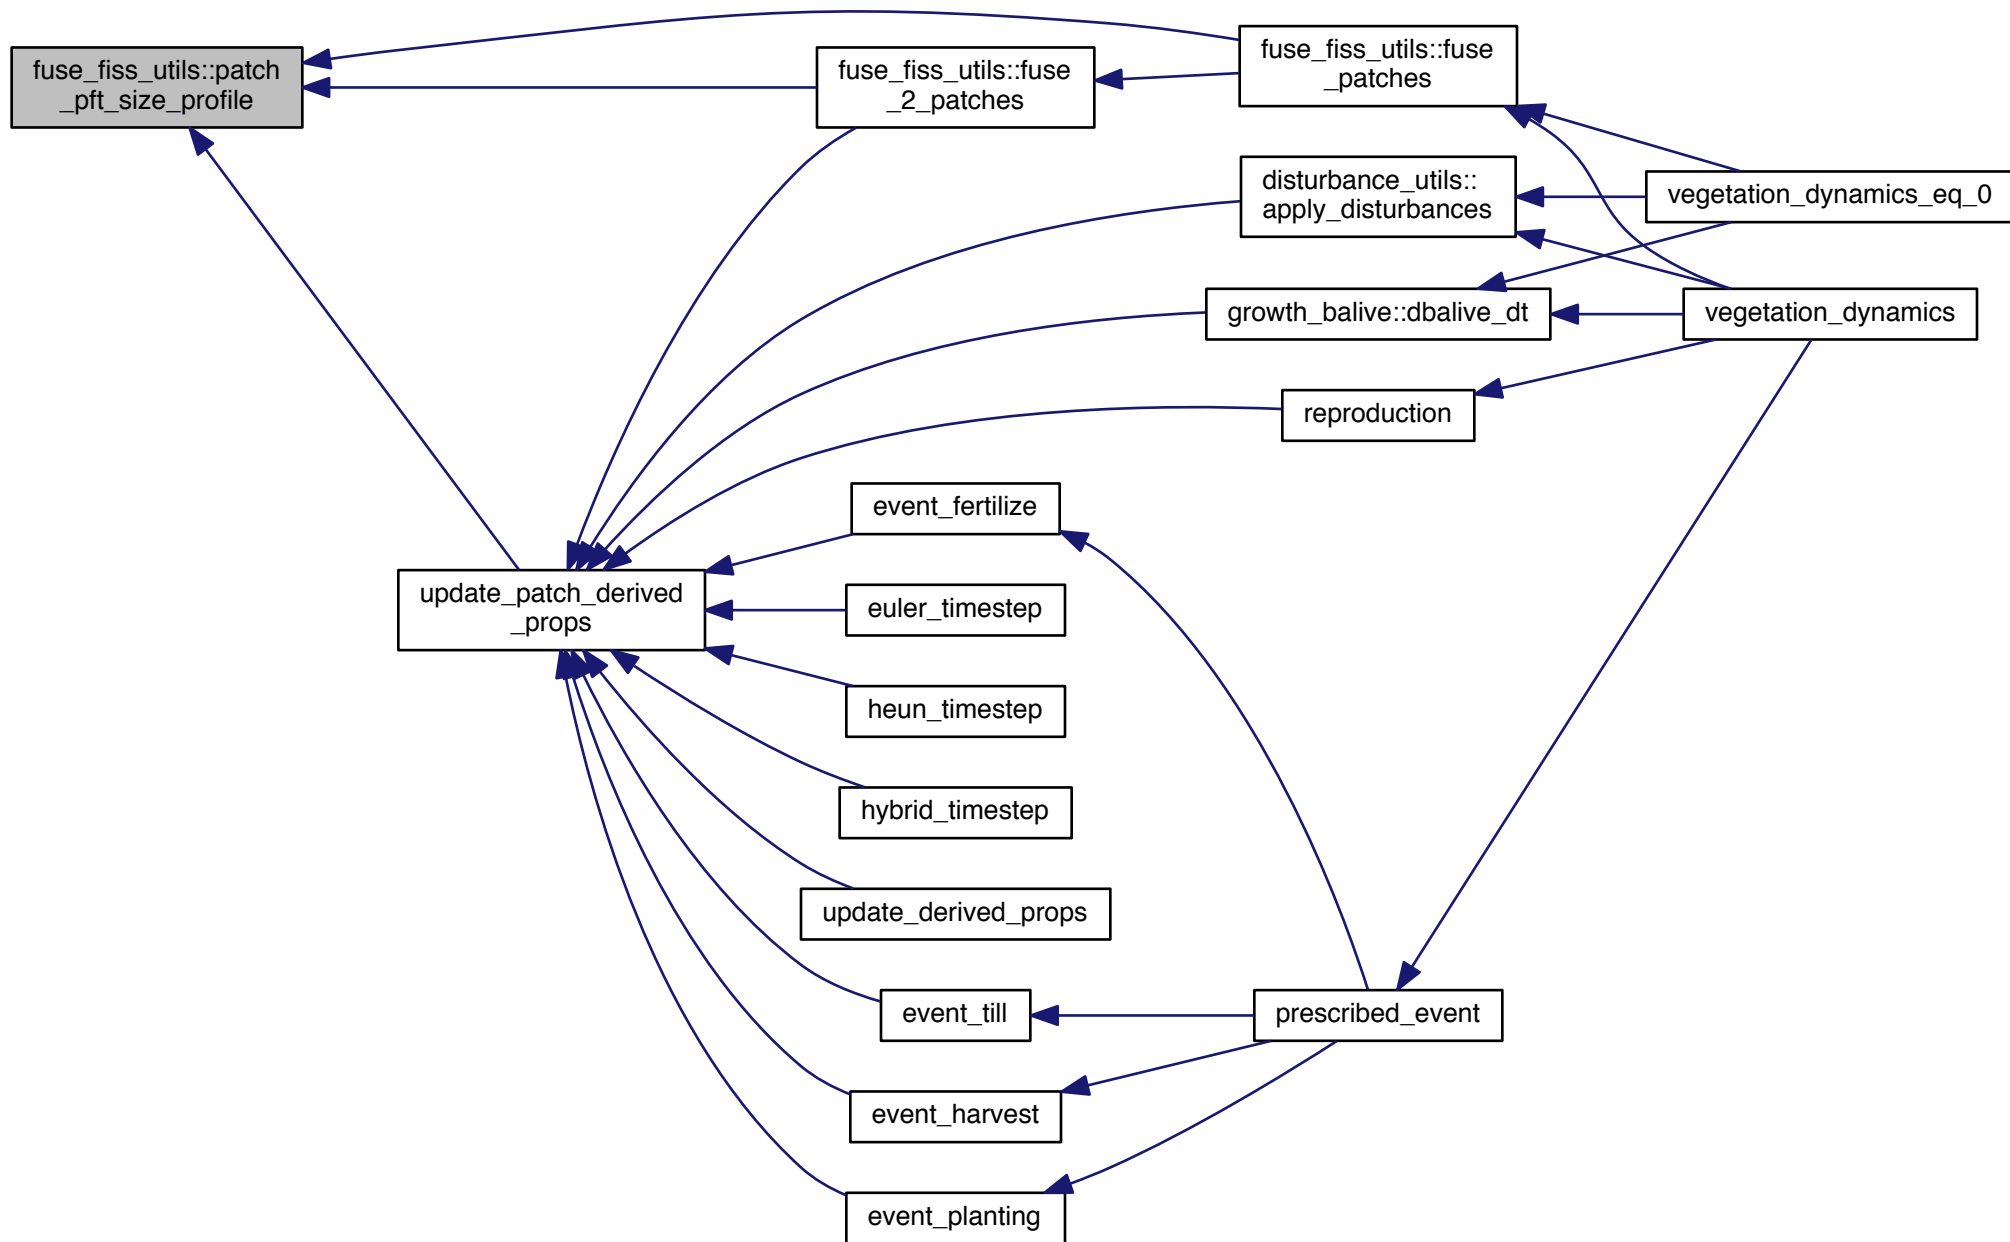 fuse_fiss_utils::patch
_pft_size_profile
fuse_fiss_utils::fuse
_2_patches
fuse_fiss_utils::fuse
_patches
disturbance_utils::
apply_disturbances
vegetation_dynamics_eq_0
growth_balive::dbalive_dt
vegetation_dynamics
reproduction
event_fertilize
update_patch_derived
_props
euler_timestep
heun_timestep
hybrid_timestep
update_derived_props
event_till
prescribed_event
event_harvest
event_planting